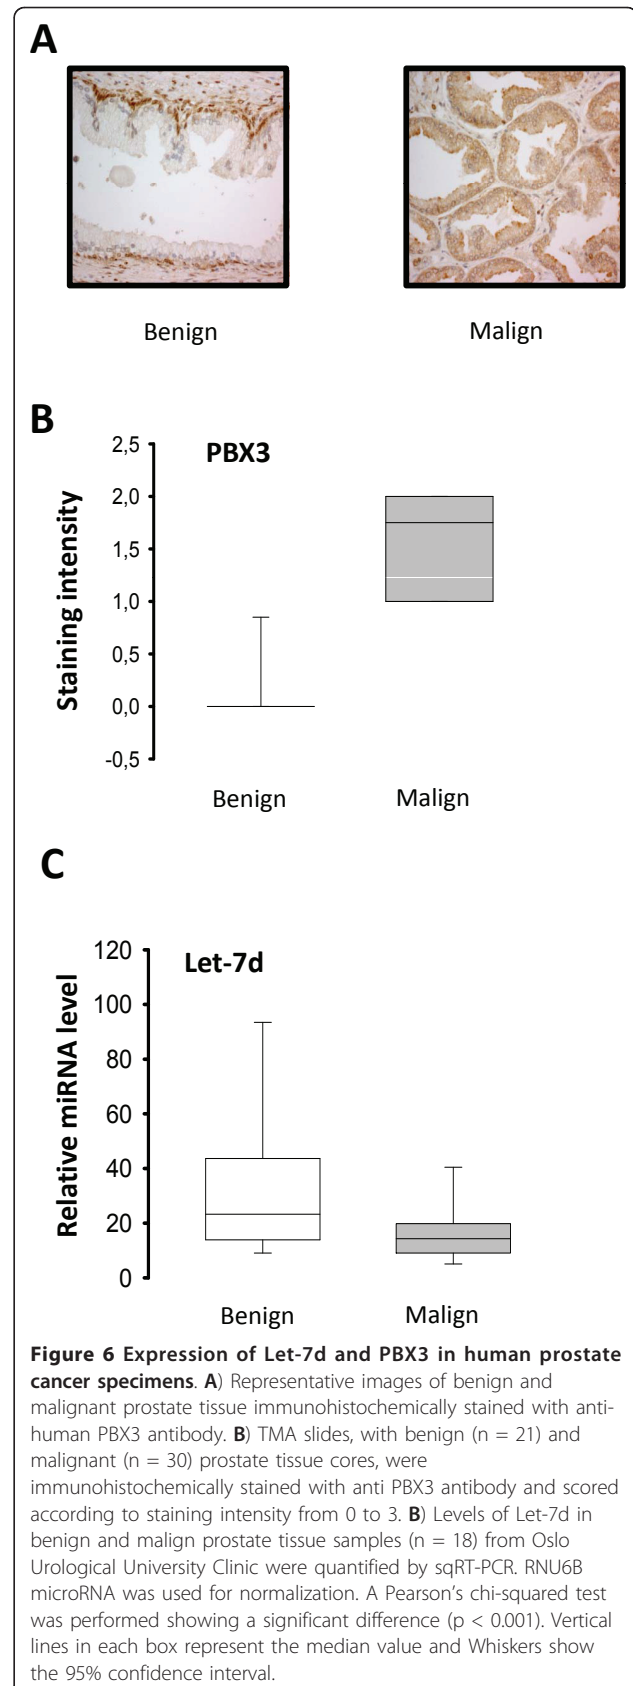 A
Benign
Malign
B
PBX3
Staining intensity
2,5
2,0
1,5
1,0
0,5
0,0
-0,5
Benign
Malign
C
Let-7d
Relative miRNA level
120
100
80
60
40
20
0
Benign
Malign
Figure 6 Expression of Let-7d and PBX3 in human prostate
cancer specimens. A) Representative images of benign and
malignant prostate tissue immunohistochemically stained with anti-
human PBX3 antibody. B) TMA slides, with benign (n = 21) and
malignant (n = 30) prostate tissue cores, were
immunohistochemically stained with anti PBX3 antibody and scored
according to staining intensity from 0 to 3. B) Levels of Let-7d in
benign and malign prostate tissue samples (n = 18) from Oslo
Urological University Clinic were quantified by sqRT-PCR. RNU6B
microRNA was used for normalization. A Pearson's chi-squared test
was performed showing a significant difference (p < 0.001). Vertical
lines in each box represent the median value and Whiskers show
the 95% confidence interval.